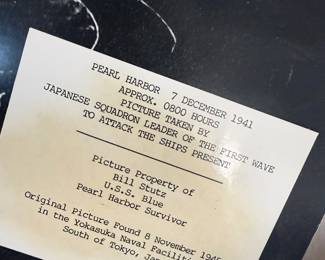 PEARL HARBOR 7 DECEMBER 1941
APPROX. 0800 HOURS
PICTURE TAKEN BY
JAPANESE SQUADRON LEADER OF THE FIRST WAVE
TO ATTACK THE SHIPS PRESENT
Picture Property of
Bill Stutz
U.S.S. Blue
Pearl Harbor Survivor
Original Picture Found 8 November
in the Yokasuka Naval
South of Tokyo,